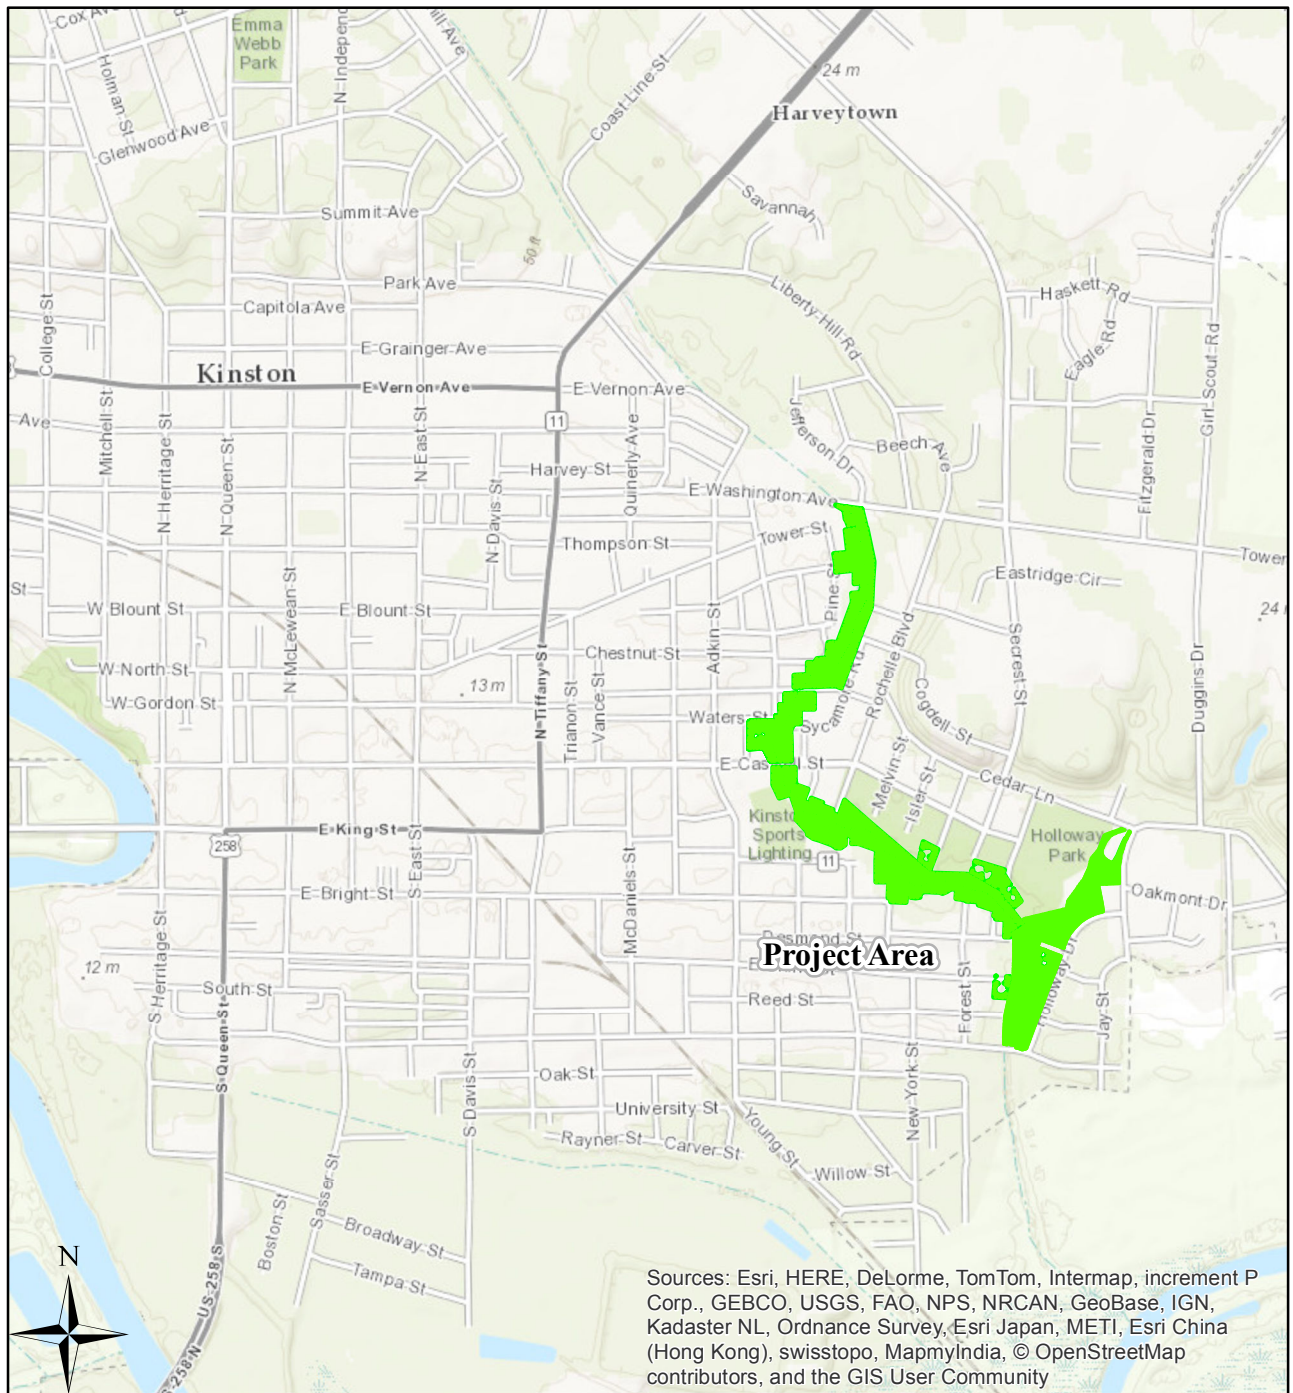 Cox Ave
Emma
Webb
Park
N Independ
hill Ave
Holman St
Glenwood Ave
Coast Line St
24 m
Harveytown
Summit Ave
Savannah
50 ft
Park Ave
Capitola Ave
Liberty Hill Rd
Haskett Rd
Eagle Rd
Girl Scout Rd
College St
E Grainger Ave
Kinston
E Vernon Ave
E Vernon Ave
11
Ave
Mitchell St
N Heritage St
N Queen St
N East St
Quinerly Ave
Jefferson Dr
Beech Ave
Fitzgerald Dr
Harvey St
N Davis St
E Washington Ave
Tower St
Thompson St
Tower
Eastridge Cir
Pine S
St
W Blount St
E Blount St
N McLewean St
Adkin St
24
Chestnut St
Rochelle Blvd
Secrest St
Duggins Dr
W North St
13 m
W Gordon St
N Tiffany St
Trianon St
Vance St
Waters St
Sycamore Rd
Cogdell St
E Caswell St
Melvin St
Isler St
Cedar Ln
Kinsto
Sports
Lighting
Holloway
Park
E King St
258
11
S East St
McDaniels St
E Bright St
Oakmont Dr
S Heritage St
Desmond St
Project Area
E
12 m
South St
Reed St
Forest St
Holloway Dr
Jay St
S Queen St
Oak St
S Davis St
University St
New York St
Young St
Rayner St
Carver St
Willow St
Sasser St
Boston St
Broadway St
Tampa St
US-258 S
S-258 N
N
Sources: Esri, HERE, DeLorme, TomTom, Intermap, increment P
Corp., GEBCO, USGS, FAO, NPS, NRCAN, GeoBase, IGN,
Kadaster NL, Ordnance Survey, Esri Japan, METI, Esri China
(Hong Kong), swisstopo, MapmyIndia, © OpenStreetMap
contributors, and the GIS User Community